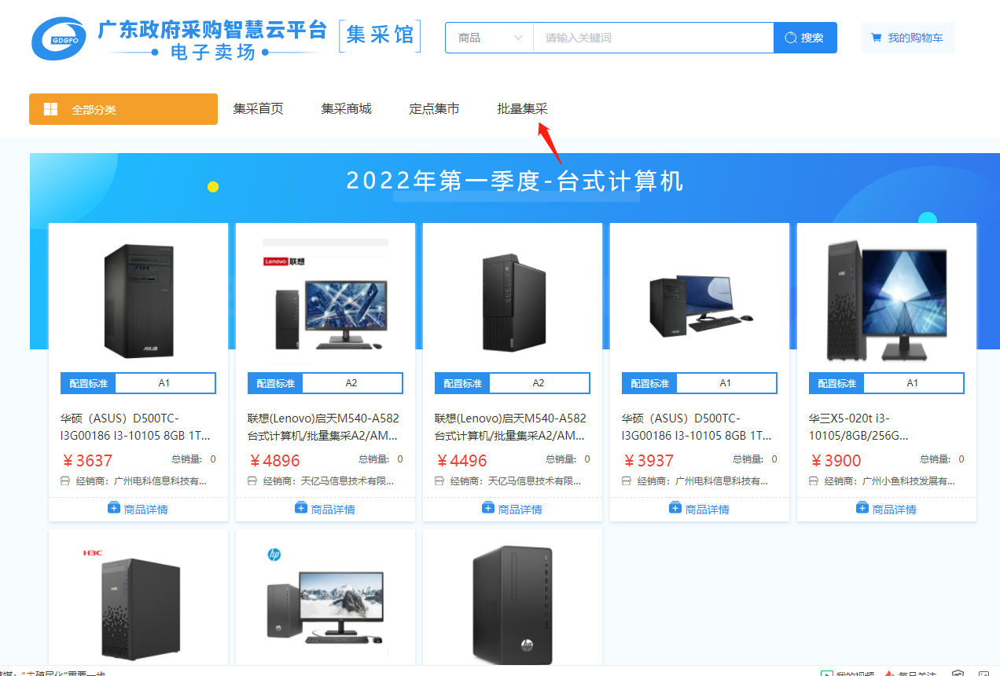 广东政府采购智慧云平台
GDGPO
电子卖场
集采馆
商品
请输入关键词
搜索
我的购物车
全部分类
集采首页
集采商城
定点集市
批量集采
2022年第一季度-台式计算机
ASUS
Lenovo 联想
H3C
配置标准 A1
配置标准 A2
配置标准 A2
配置标准 A1
配置标准 A1
华硕（ASUS）D500TC-
I3G00186 I3-10105 8GB 1T...
联想(Lenovo)启天M540-A582
台式计算机/批量集采A2/AM...
联想(Lenovo)启天M540-A582
台式计算机/批量集采A2/AM...
华硕（ASUS）D500TC-
I3G00186 I3-10105 8GB 1T...
华三X5-020t i3-
10105/8GB/256G...
￥3637 总销量: 0
￥4896 总销量: 0
￥4496 总销量: 0
￥3937 总销量: 0
￥3900 总销量: 0
经销商：广州电科信息科技有...
经销商：天亿马信息技术有限...
经销商：天亿马信息技术有限...
经销商：广州电科信息科技有...
经销商：广州小鱼科技发展有...
商品详情
商品详情
商品详情
商品详情
商品详情
H3C
hp
hp
我的视频
每日关注